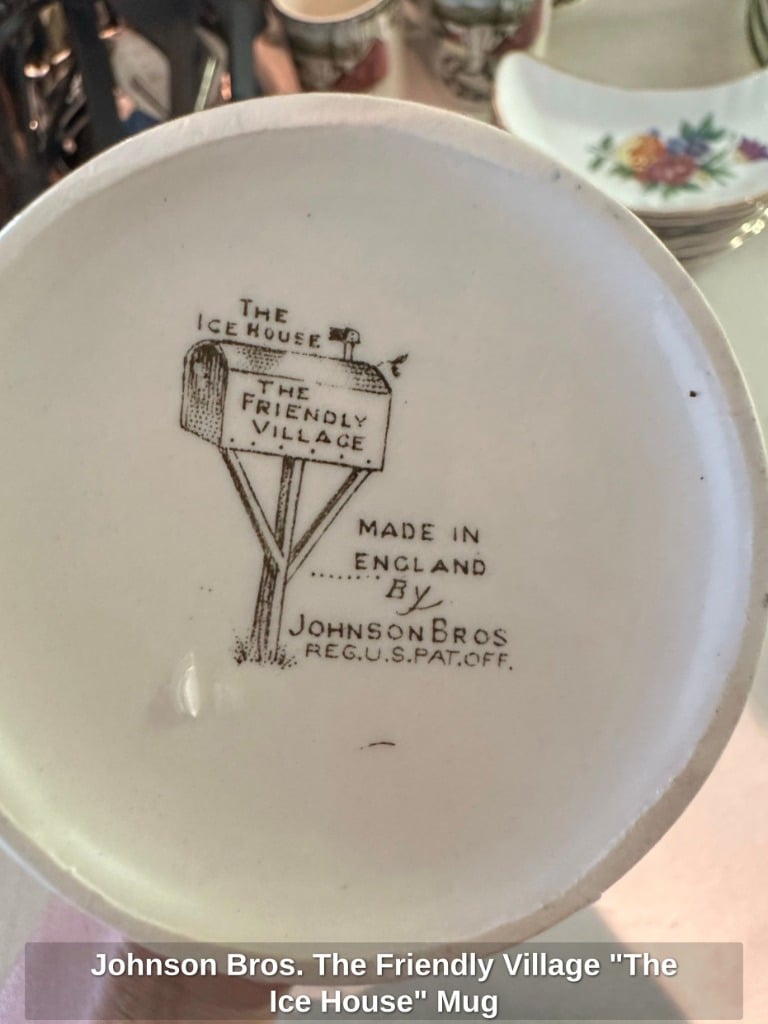 THE
ICE HOUSE
THE
FRIENDLY
VILLAGE
MADE IN
ENGLAND
By
JOHNSON BROS
REG.U.S.PAT.OFF.
Johnson Bros. The Friendly Village "The
Ice House" Mug